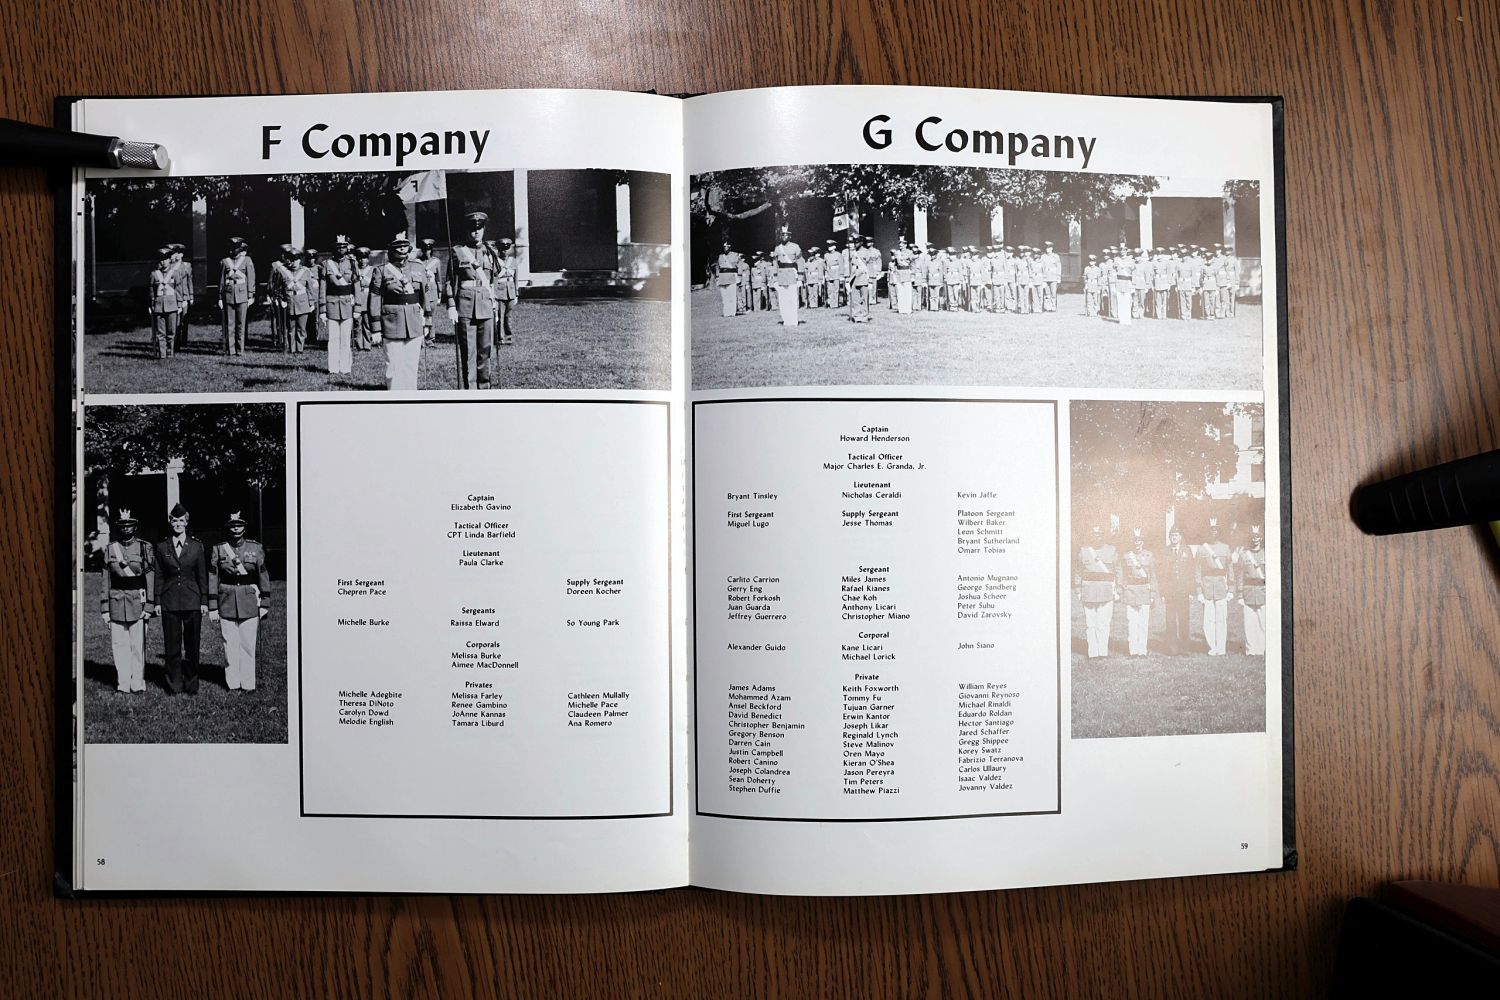 F Company
F
Captain
Elizabeth Gavino
Tactical Officer
CPT Linda Barfield
Lieutenant
Paula Clarke
First Sergeant
Chepren Pace
Supply Sergeant
Doreen Kocher
Sergeants
Michelle Burke
Raissa Elward
So Young Park
Corporals
Melissa Burke
Aimee MacDonnell
Privates
Michelle Adegbite
Theresa DiNoto
Carolyn Dowd
Melodie English
Melissa Farley
Renee Gambino
JoAnne Kannas
Tamara Liburd
Cathleen Mullally
Michelle Pace
Claudeen Palmer
Ana Romero
58
G Company
Captain
Howard Henderson
Tactical Officer
Major Charles E. Granda, Jr.
Lieutenant
Bryant Tinsley
Nicholas Ceraldi
Kevin Jaffe
First Sergeant
Miguel Lugo
Supply Sergeant
Jesse Thomas
Platoon Sergeant
Wilbert Baker
Leon Schmitt
Bryant Sutherland
Omarr Tobias
Sergeant
Carlito Carrion
Gerry Eng
Robert Forkosh
Juan Guarda
Jeffrey Guerrero
Miles James
Rafael Kianes
Chae Koh
Anthony Licari
Christopher Miano
Antonio Mugnano
George Sandberg
Joshua Scheer
Peter Suhu
David Zarovsky
Corporal
Alexander Guido
Kane Licari
Michael Lorick
John Siano
Private
James Adams
Mohammed Azam
Ansel Beckford
David Benedict
Christopher Benjamin
Gregory Benson
Darren Cain
Justin Campbell
Robert Canino
Joseph Colandrea
Sean Doherty
Stephen Duffie
Keith Foxworth
Tommy Fu
Tujuan Garner
Erwin Kantor
Joseph Likar
Reginald Lynch
Steve Malinov
Oren Mayo
Kieran O'Shea
Jason Pereyra
Tim Peters
Matthew Piazzi
William Reyes
Giovanni Reynoso
Michael Rinaldi
Eduardo Roldan
Hector Santiago
Jared Schaffer
Gregg Shippee
Korey Swatz
Fabrizio Terranova
Carlos Ullaury
Isaac Valdez
Jovanny Valdez
59